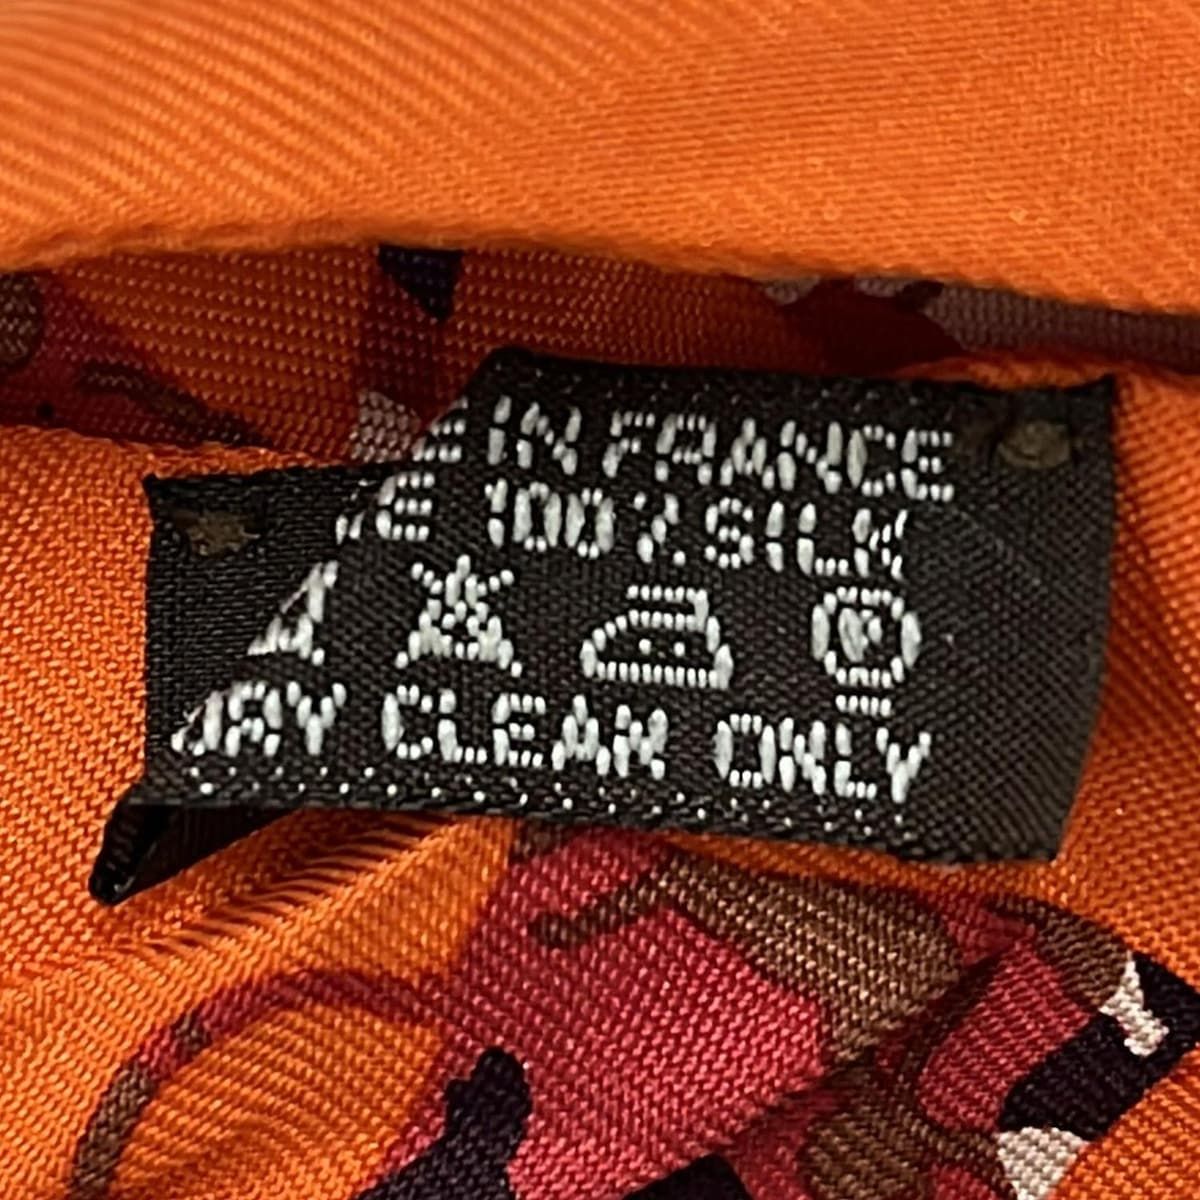 IN FRANCE
100% SILK
P
DRY CLEAN ONLY